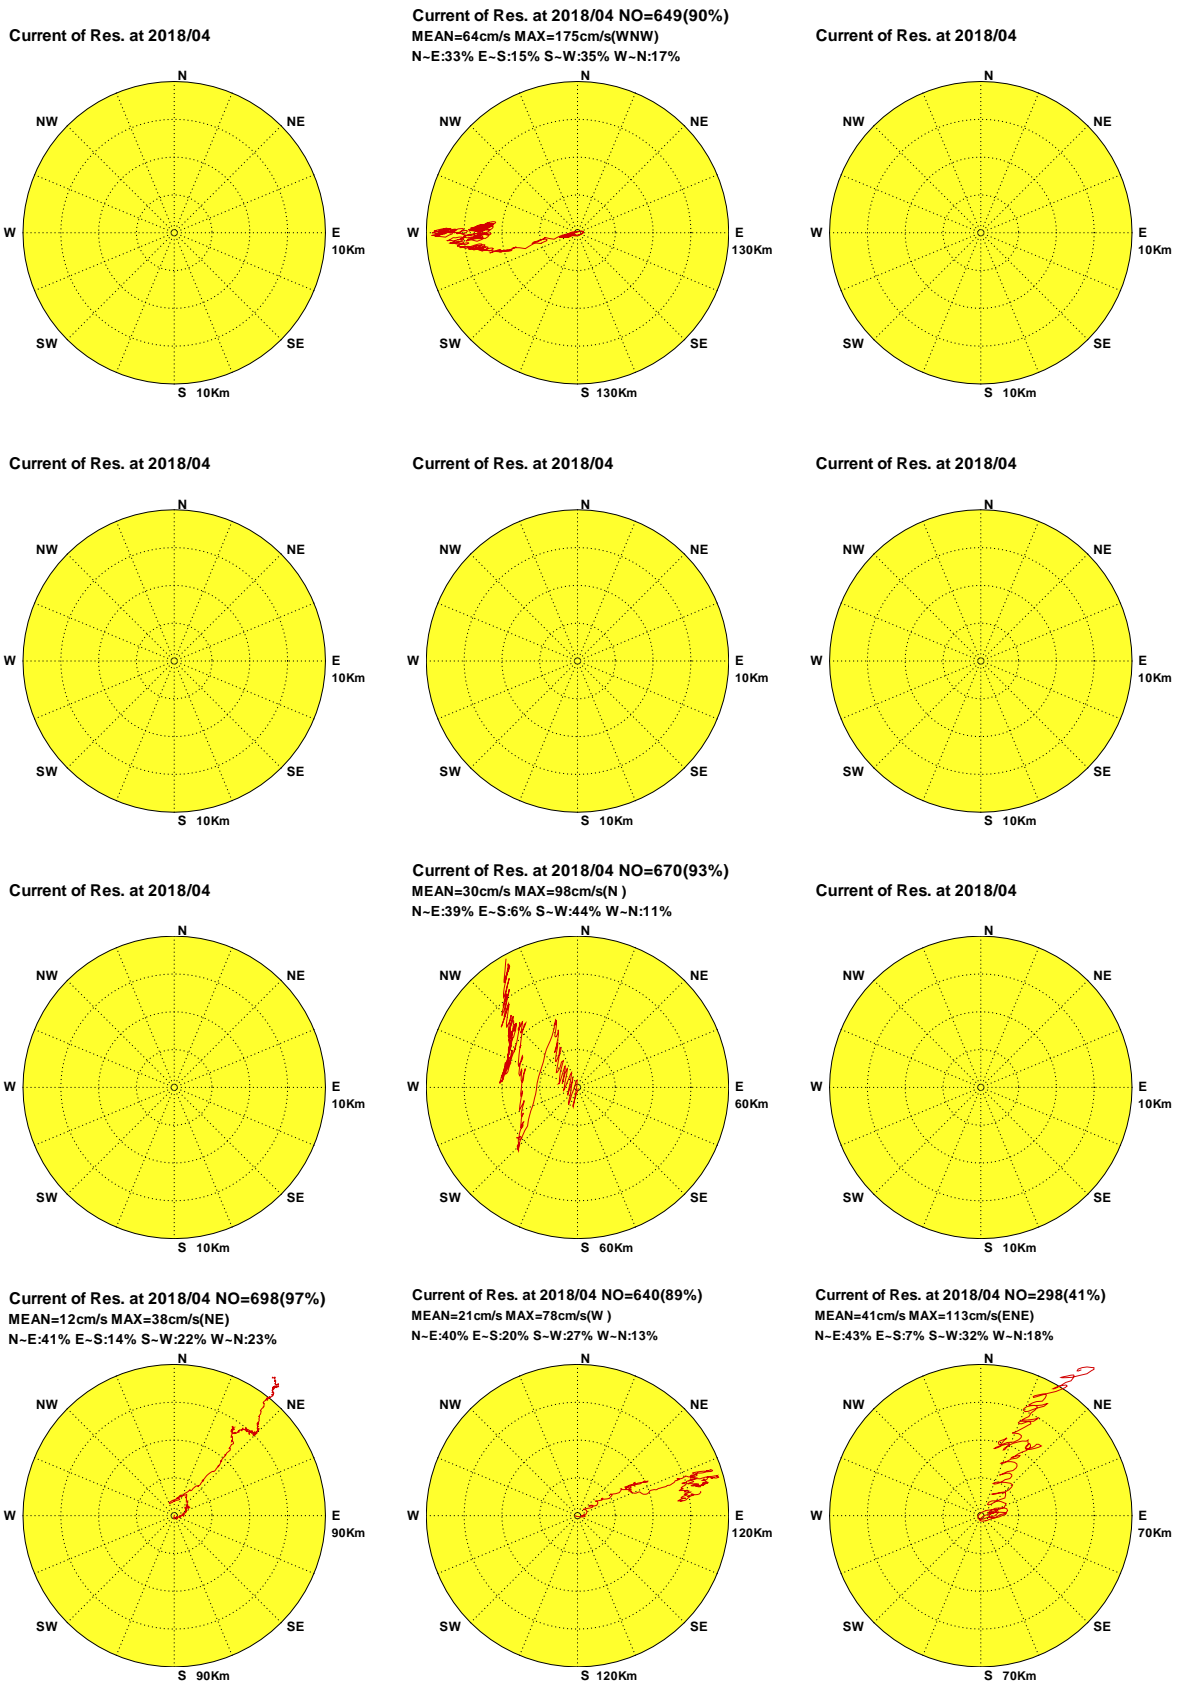 Current of Res. at 2018/04
N
NW
NE
W
E
10Km
SW
SE
S 10Km
Current of Res. at 2018/04 NO=649(90%)
MEAN=64cm/s MAX=175cm/s(WNW)
N~E:33% E~S:15% S~W:35% W~N:17%
N
NW
NE
W
E
130Km
SW
SE
S 130Km
Current of Res. at 2018/04
N
NW
NE
W
E
10Km
SW
SE
S 10Km
Current of Res. at 2018/04
N
NW
NE
W
E
10Km
SW
SE
S 10Km
Current of Res. at 2018/04
N
NW
NE
W
E
10Km
SW
SE
S 10Km
Current of Res. at 2018/04
N
NW
NE
W
E
10Km
SW
SE
S 10Km
Current of Res. at 2018/04
N
NW
NE
W
E
10Km
SW
SE
S 10Km
Current of Res. at 2018/04 NO=670(93%)
MEAN=30cm/s MAX=98cm/s(N )
N~E:39% E~S:6% S~W:44% W~N:11%
N
NW
NE
W
E
60Km
SW
SE
S 60Km
Current of Res. at 2018/04
N
NW
NE
W
E
10Km
SW
SE
S 10Km
Current of Res. at 2018/04 NO=698(97%)
MEAN=12cm/s MAX=38cm/s(NE)
N~E:41% E~S:14% S~W:22% W~N:23%
N
NW
NE
W
E
90Km
SW
SE
S 90Km
Current of Res. at 2018/04 NO=640(89%)
MEAN=21cm/s MAX=78cm/s(W )
N~E:40% E~S:20% S~W:27% W~N:13%
N
NW
NE
W
E
120Km
SW
SE
S 120Km
Current of Res. at 2018/04 NO=298(41%)
MEAN=41cm/s MAX=113cm/s(ENE)
N~E:43% E~S:7% S~W:32% W~N:18%
N
NW
NE
W
E
70Km
SW
SE
S 70Km